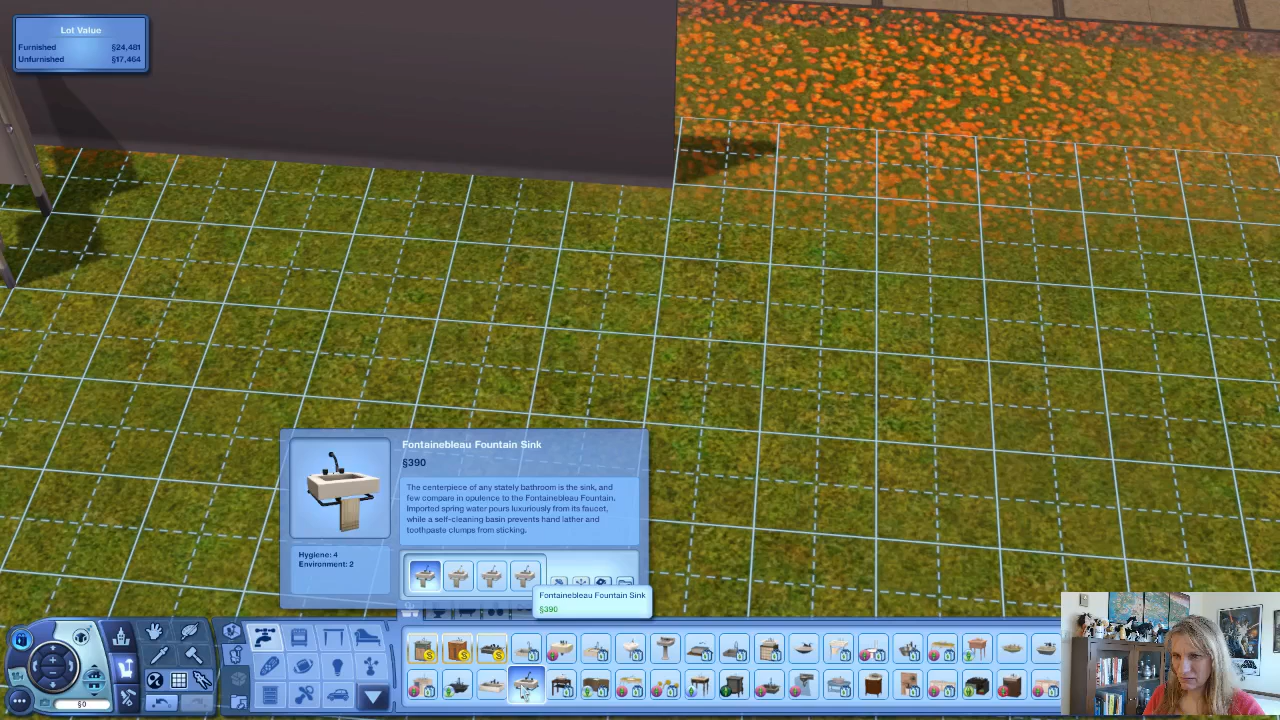 Lot Value
Furnished §24,481
Unfurnished §17,464
Fontainebleau Fountain Sink
§390
The centerpiece of any stately bathroom is the sink, and
few compare in opulence to the Fontainebleau Fountain.
Imported spring water pours luxuriously from its faucet,
while a self-cleaning basin prevents hand lather and
toothpaste clumps from sticking.
Hygiene: 4
Environment: 2
Fontainebleau Fountain Sink
§390
§0